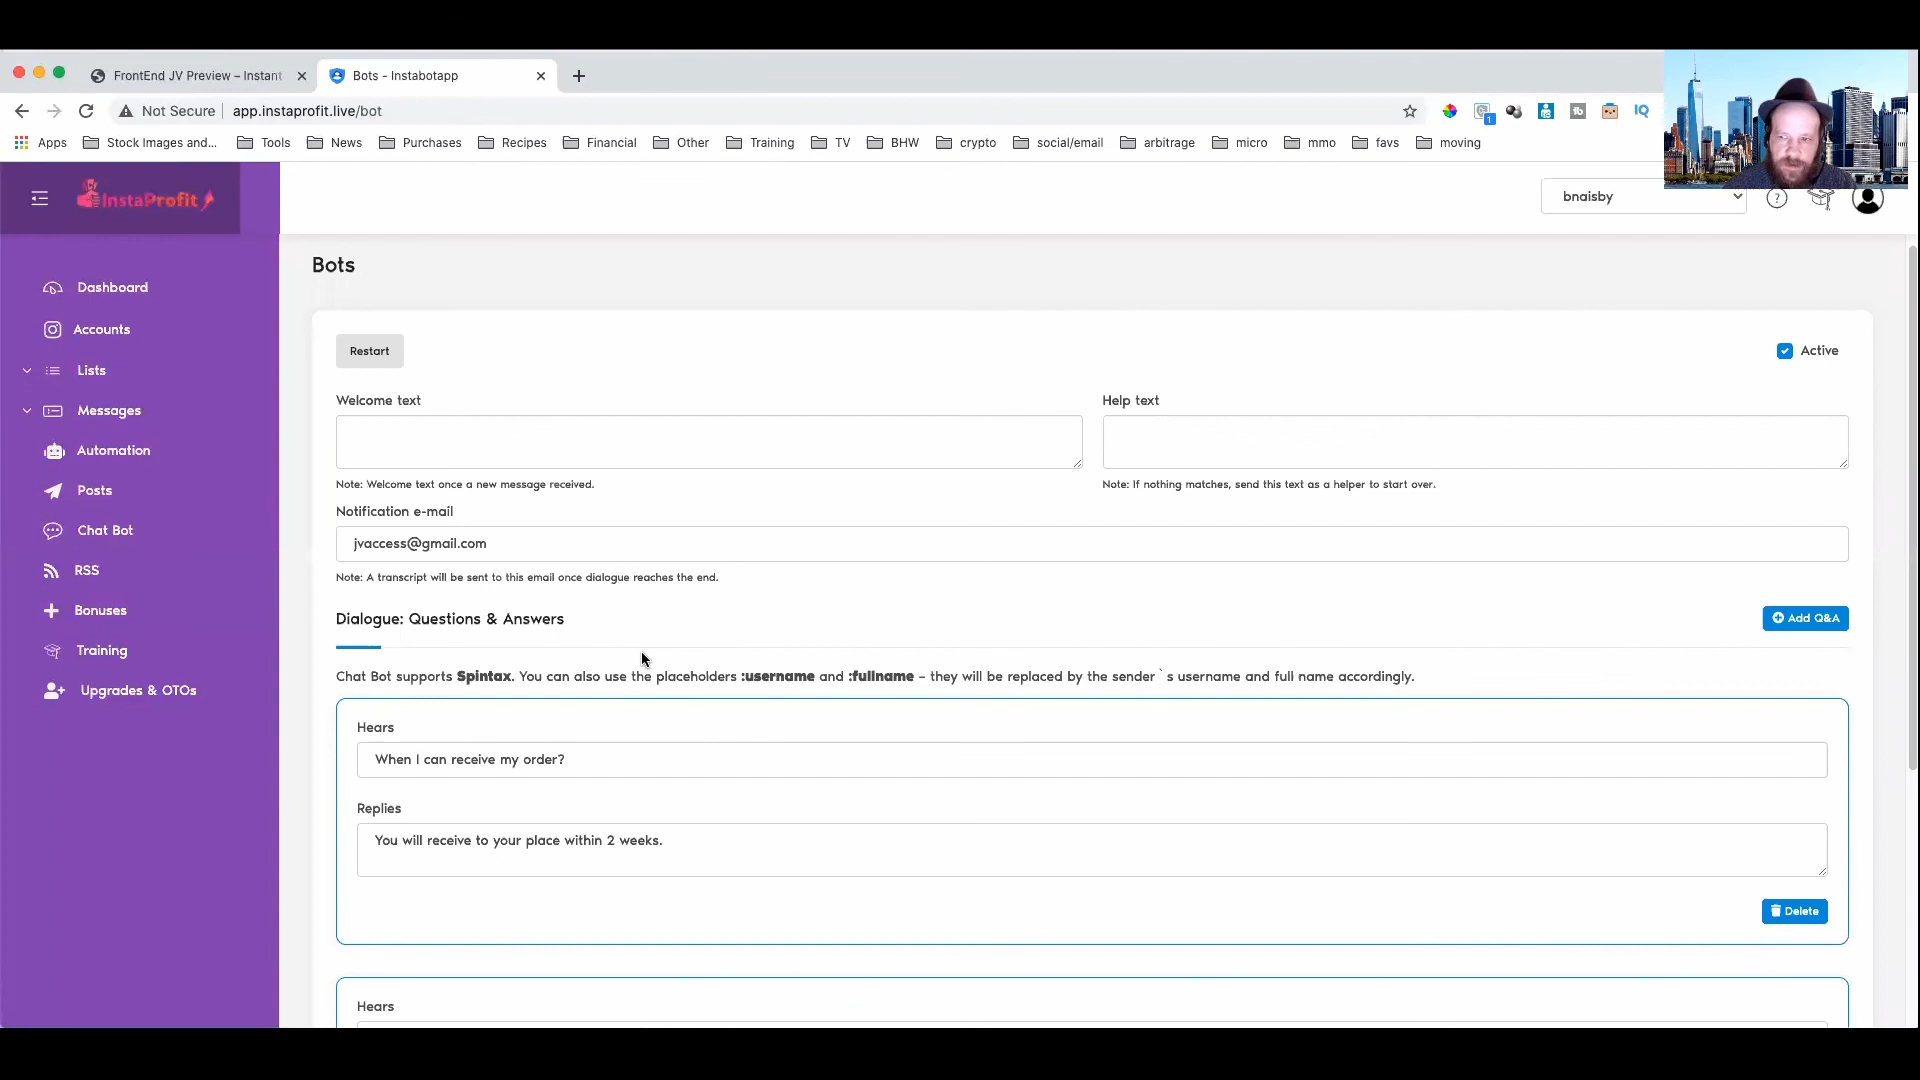 FrontEnd JV Preview – Instant
Bots - Instabotapp
Not Secure
app.instaprofit.live/bot
1
IQ
Apps
Stock Images and...
Tools
News
Purchases
Recipes
Financial
Other
Training
TV
BHW
crypto
social/email
arbitrage
micro
mmo
favs
moving
InstaProfit
bnaisby
?
Dashboard
Accounts
Lists
Messages
Automation
Posts
Chat Bot
RSS
Bonuses
Training
Upgrades & OTOs
Bots
Restart
Active
Welcome text
Help text
Note: Welcome text once a new message received.
Note: If nothing matches, send this text as a helper to start over.
Notification e-mail
jvaccess@gmail.com
Note: A transcript will be sent to this email once dialogue reaches the end.
Dialogue: Questions & Answers
Add Q&A
Chat Bot supports Spintax. You can also use the placeholders :username and :fullname – they will be replaced by the sender`s username and full name accordingly.
Hears
When I can receive my order?
Replies
You will receive to your place within 2 weeks.
Delete
Hears